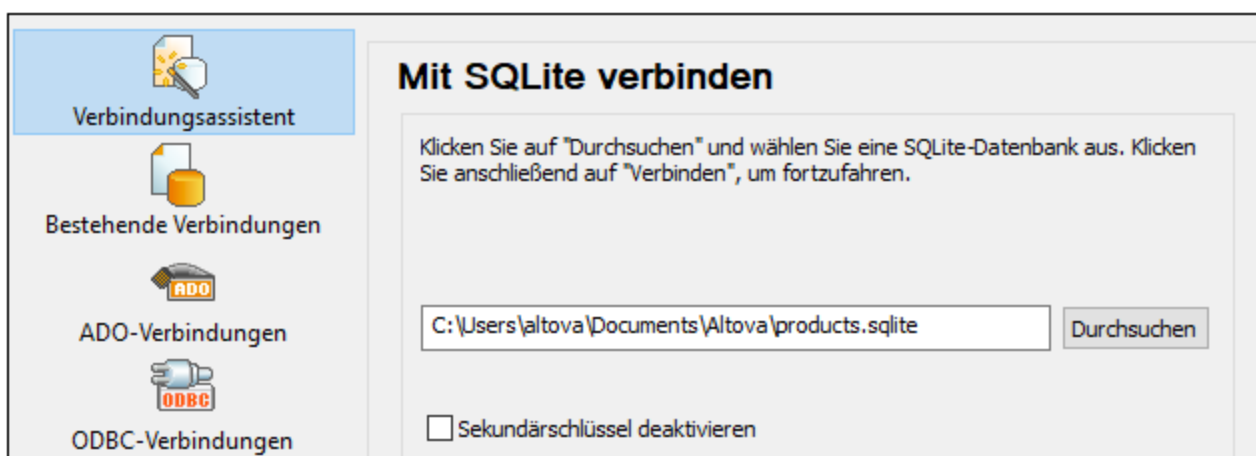 Verbindungsassistent
Bestehende Verbindungen
ADO
ADO-Verbindungen
ODBC
ODBC-Verbindungen
Mit SQLite verbinden
Klicken Sie auf "Durchsuchen" und wählen Sie eine SQLite-Datenbank aus. Klicken
Sie anschließend auf "Verbinden", um fortzufahren.
C:\Users\altova\Documents\Altova\products.sqlite
Durchsuchen
Sekundärschlüssel deaktivieren